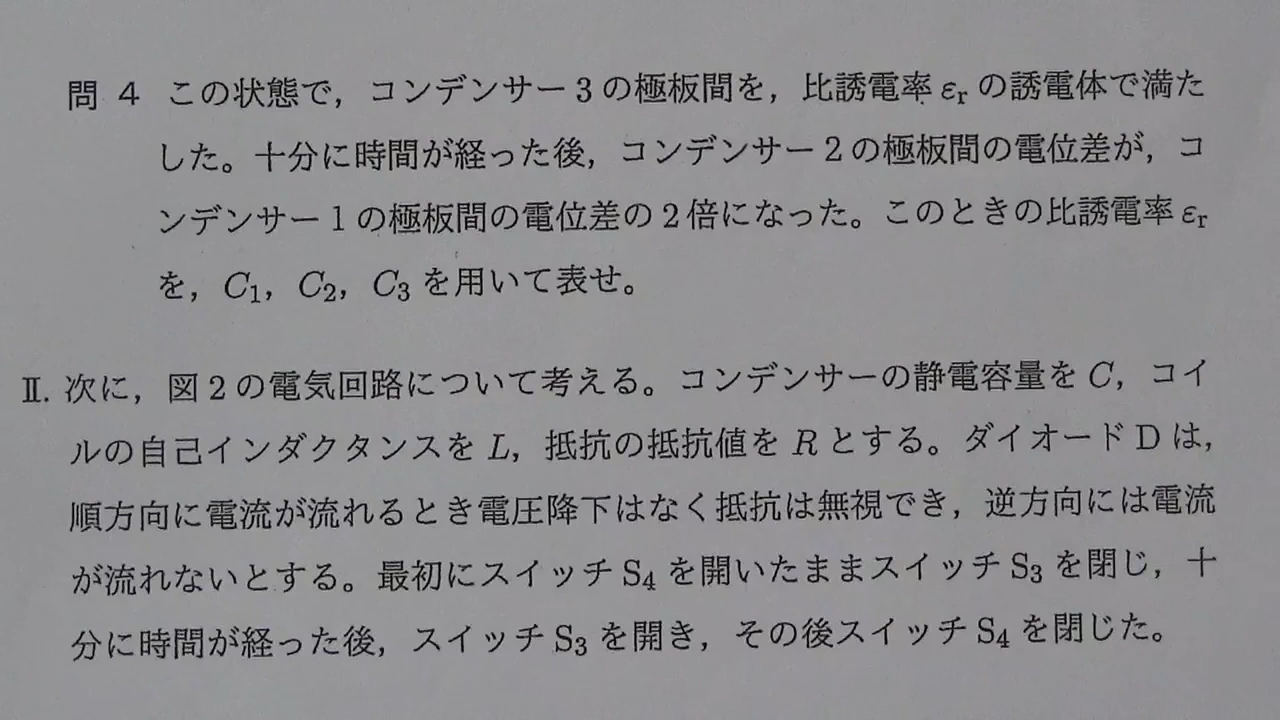 問 4 この状態で，コンデンサー 3 の極板間を，比誘電率 εr の誘電体で満た
した。十分に時間が経った後，コンデンサー 2 の極板間の電位差が，コ
ンデンサー 1 の極板間の電位差の 2 倍になった。このときの比誘電率 εr
を，C1，C2，C3 を用いて表せ。
Ⅱ. 次に，図 2 の電気回路について考える。コンデンサーの静電容量を C，コイ
ルの自己インダクタンスを L，抵抗の抵抗値を R とする。ダイオード D は，
順方向に電流が流れるとき電圧降下はなく抵抗は無視でき，逆方向には電流
が流れないとする。最初にスイッチ S4 を開いたままスイッチ S3 を閉じ，十
分に時間が経った後，スイッチ S3 を開き，その後スイッチ S4 を閉じた。